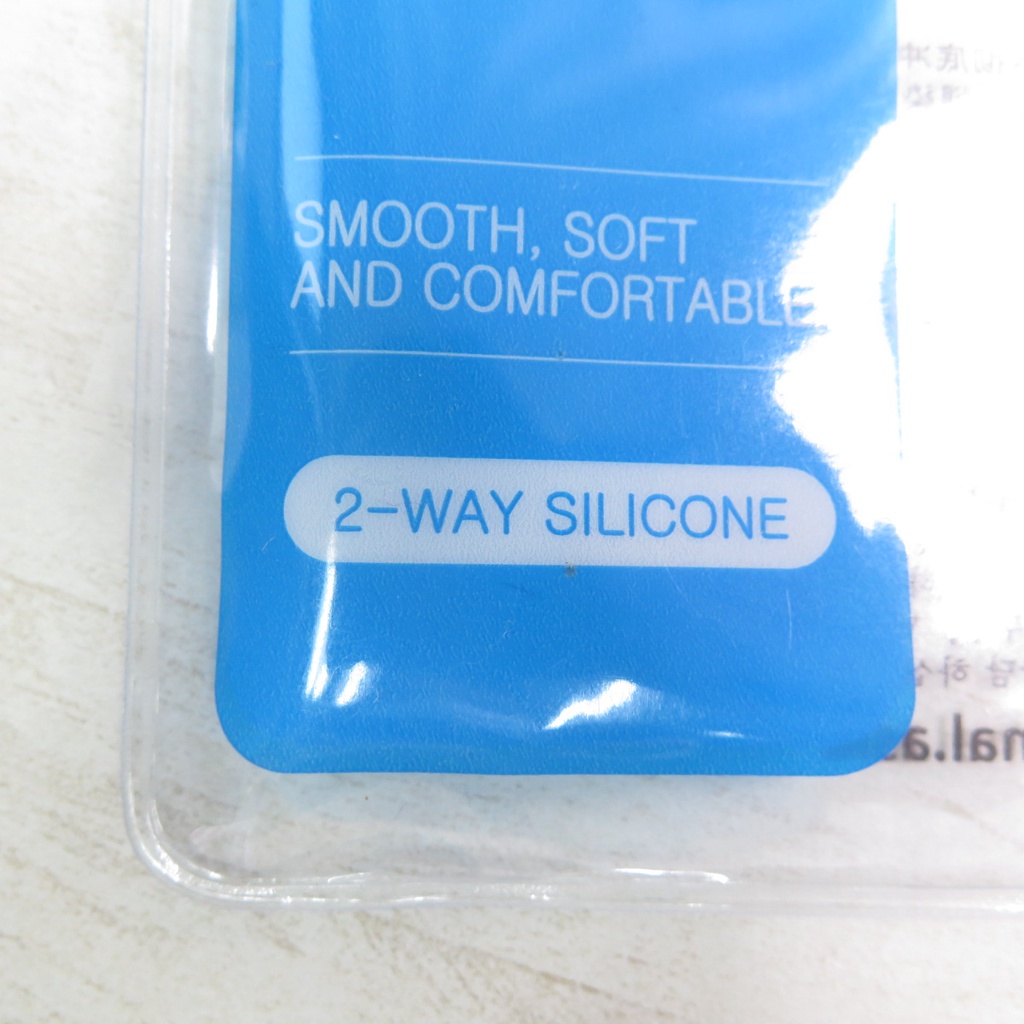 SMOOTH, SOFT
AND COMFORTABLE
2-WAY SILICONE